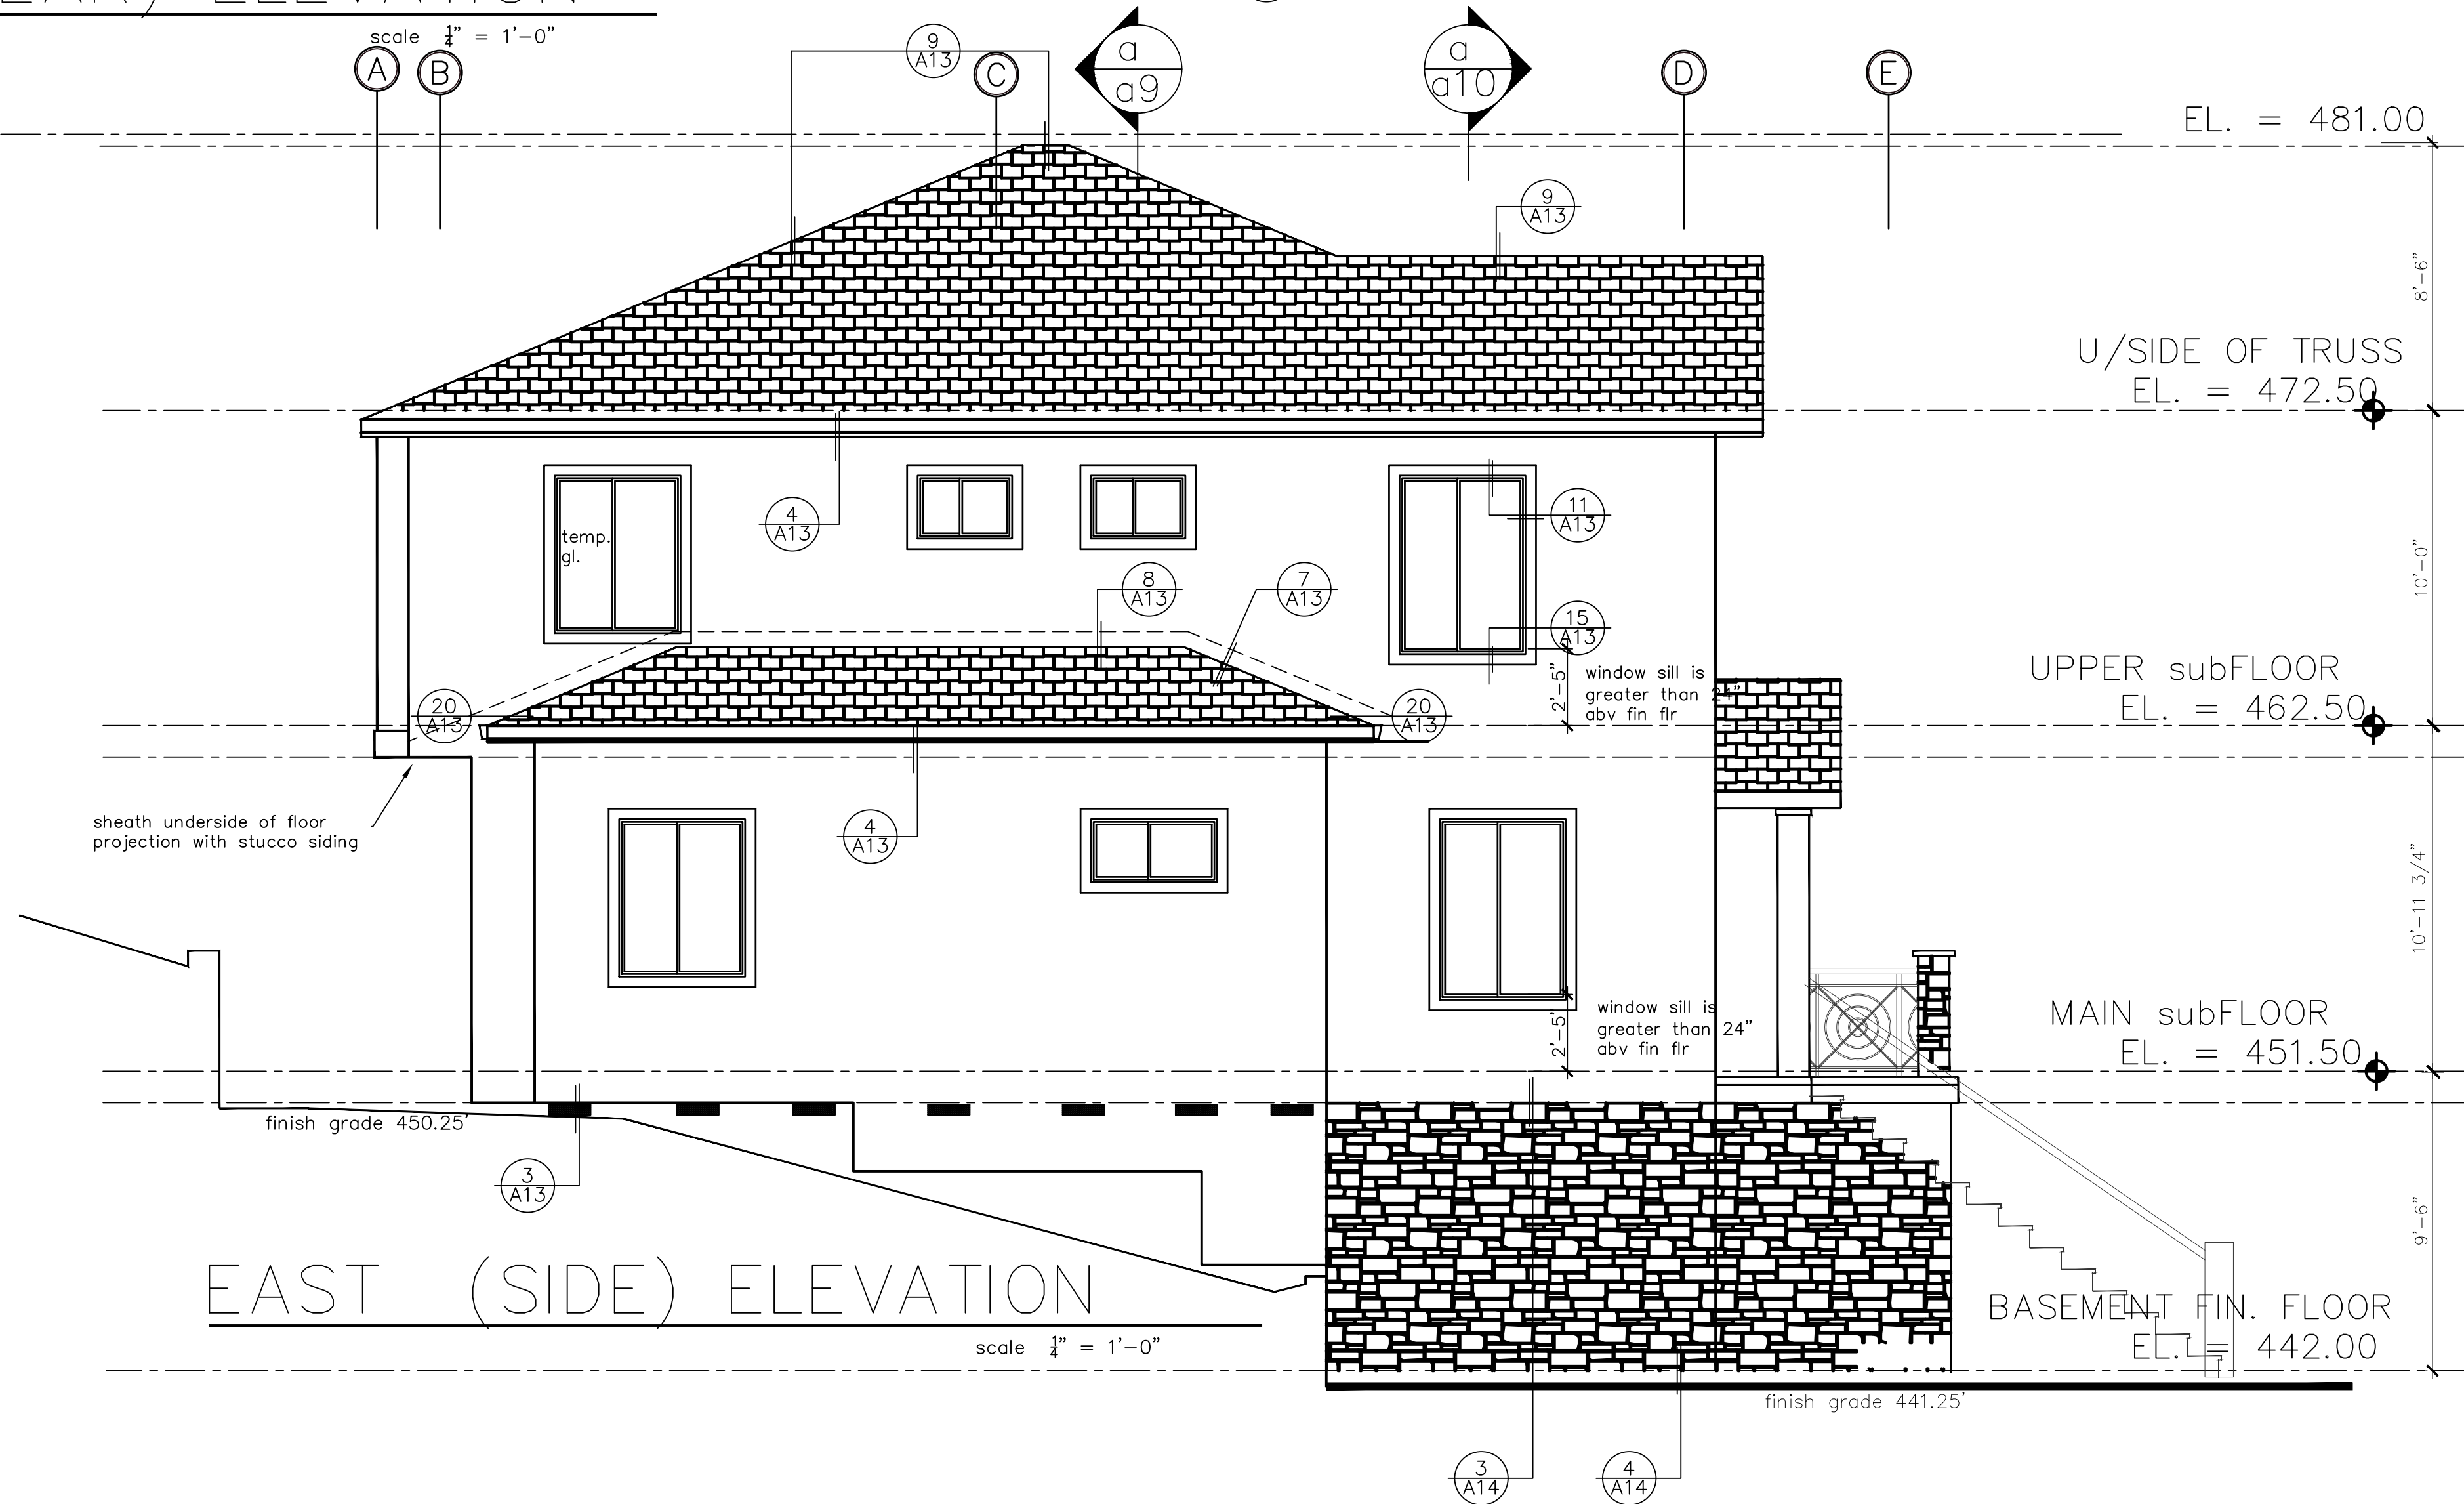 ELEVATION
scale ¼" = 1'-0"
A
B
9
A13
C
a
a9
a
a10
D
E
EL. = 481.00
9
A13
8'-6"
U/SIDE OF TRUSS
EL. = 472.50
4
A13
11
A13
temp.
gl.
10'-0"
8
A13
7
A13
15
A13
2'-5"
window sill is
greater than 24"
abv fin flr
UPPER subFLOOR
EL. = 462.50
20
A13
20
A13
sheath underside of floor
projection with stucco siding
4
A13
10'-11 3/4"
2'-5"
window sill is
greater than 24"
abv fin flr
MAIN subFLOOR
EL. = 451.50
finish grade 450.25'
3
A13
9'-6"
EAST (SIDE) ELEVATION
scale ¼" = 1'-0"
BASEMENT FIN. FLOOR
EL. = 442.00
finish grade 441.25'
3
A14
4
A14